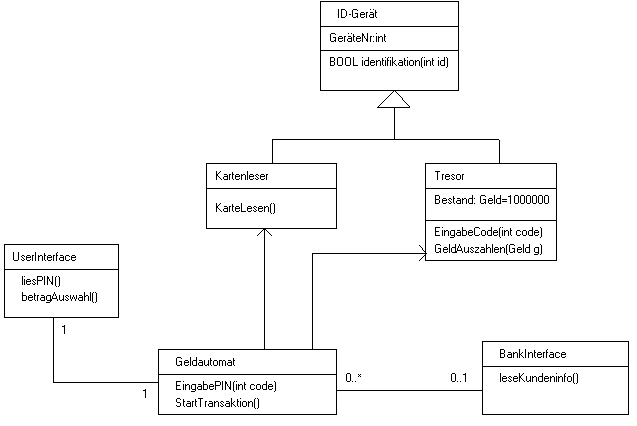 ID-Gerät
GeräteNr:int
BOOL identifikation(int id)
Kartenleser
KarteLesen()
Tresor
Bestand: Geld=1000000
EingabeCode(int code)
GeldAuszahlen(Geld g)
UserInterface
liesPIN()
betragAuswahl()
1
1
Geldautomat
EingabePIN(int code)
StartTransaktion()
0..*
0..1
BankInterface
leseKundeninfo()